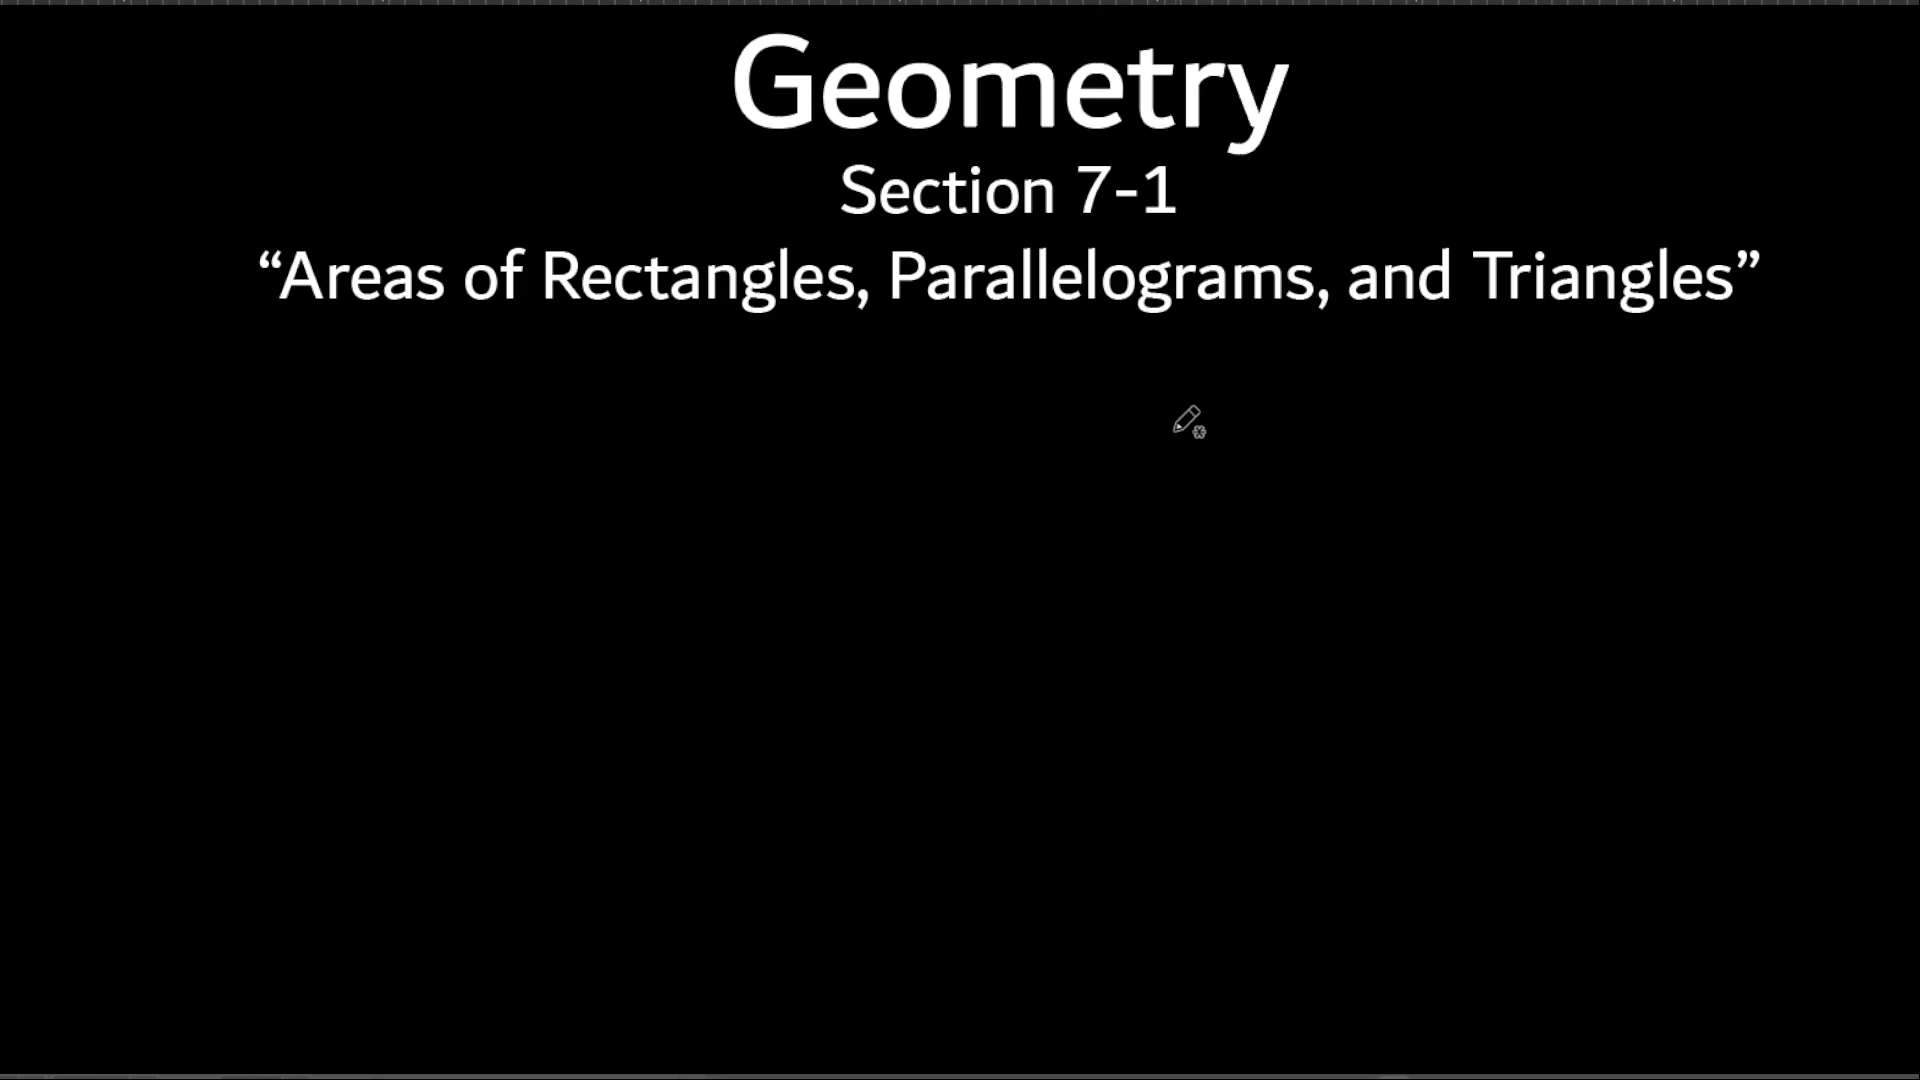 Geometry
Section 7-1
“Areas of Rectangles, Parallelograms, and Triangles”